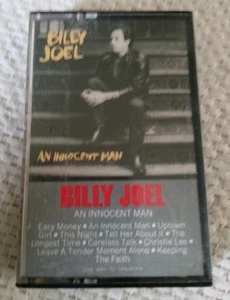 BILLY
JOEL
AN INNOCENT MAN
BILLY JOEL
AN INNOCENT MAN
Easy Money • An Innocent Man • Uptown
Girl • This Night • Tell Her About It • The
Longest Time • Careless Talk • Christie Lee •
Leave A Tender Moment Alone • Keeping
The Faith